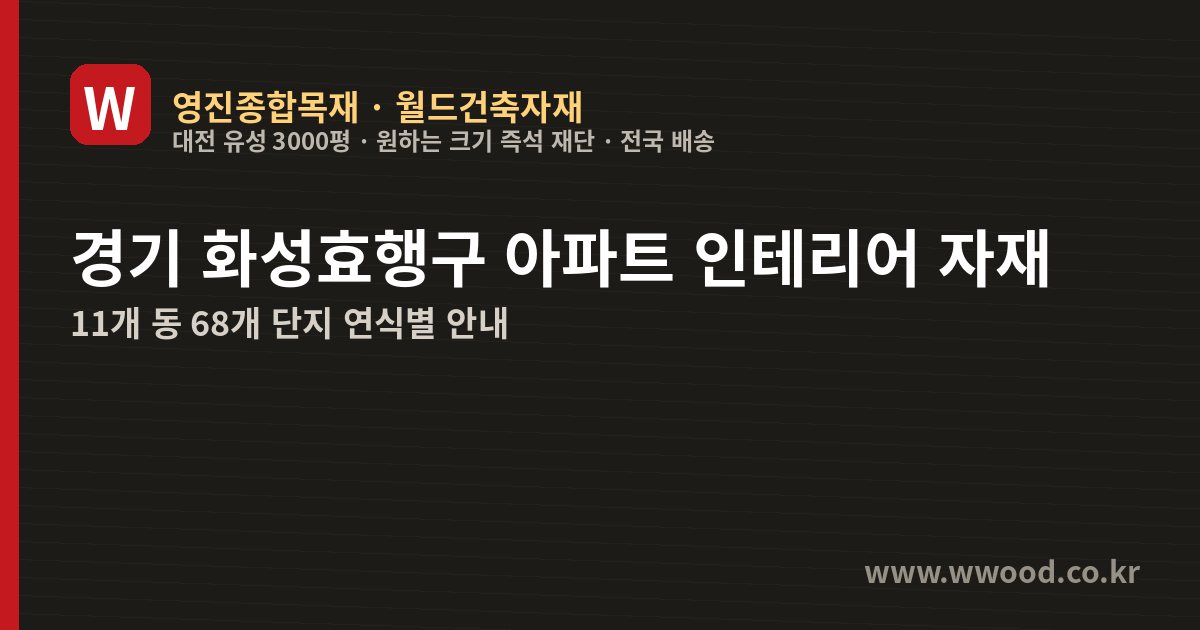 W
영진종합목재 · 월드건축자재
대전 유성 3000평 · 원하는 크기 즉석 재단 · 전국 배송
경기 화성효행구 아파트 인테리어 자재
11개 동 68개 단지 연식별 안내
www.wwood.co.kr